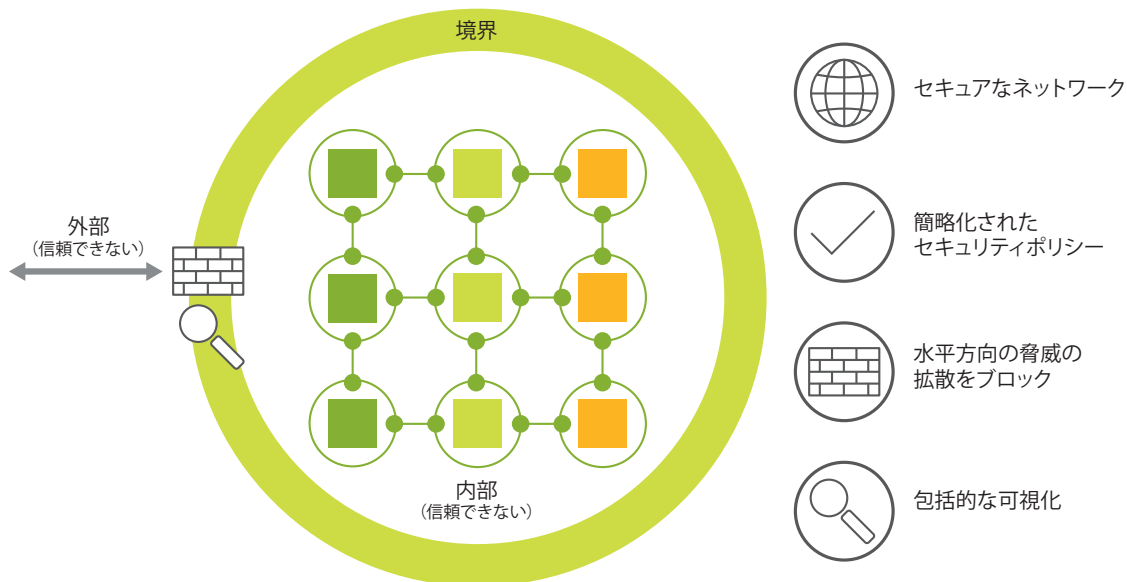 境界
外部
（信頼できない）
内部
（信頼できない）
セキュアなネットワーク
簡略化された
セキュリティポリシー
水平方向の脅威の
拡散をブロック
包括的な可視化